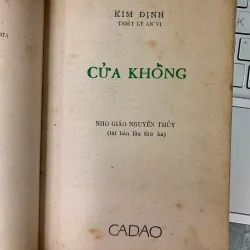 KIM ĐỊNH
TRIẾT LÝ AN VI
CỬA KHỔNG
NHO GIÁO NGUYÊN THỦY
(tái bản lần thứ ba)
CADAO